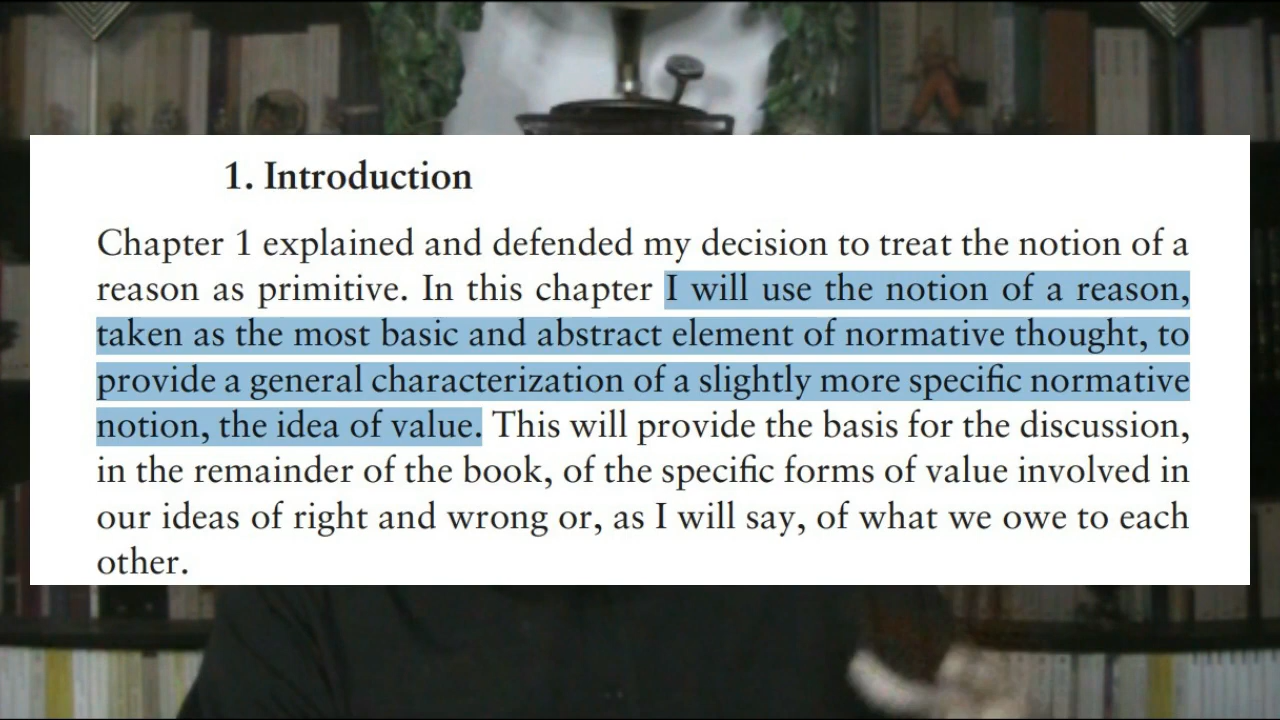 1. Introduction
Chapter 1 explained and defended my decision to treat the notion of a
reason as primitive. In this chapter I will use the notion of a reason,
taken as the most basic and abstract element of normative thought, to
provide a general characterization of a slightly more specific normative
notion, the idea of value. This will provide the basis for the discussion,
in the remainder of the book, of the specific forms of value involved in
our ideas of right and wrong or, as I will say, of what we owe to each
other.